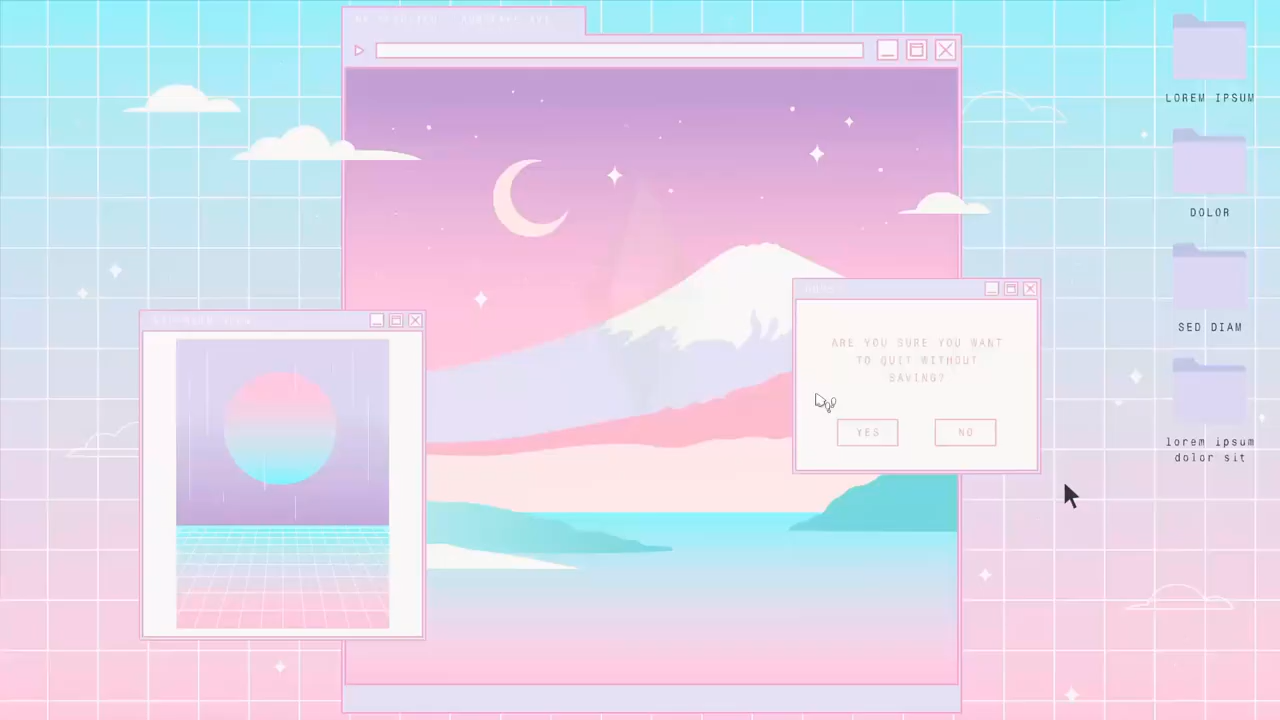 LOREM IPSUM
DOLOR
SED DIAM
lorem ipsum
dolor sit
ARE YOU SURE YOU WANT
TO QUIT WITHOUT
SAVING?
YES
NO